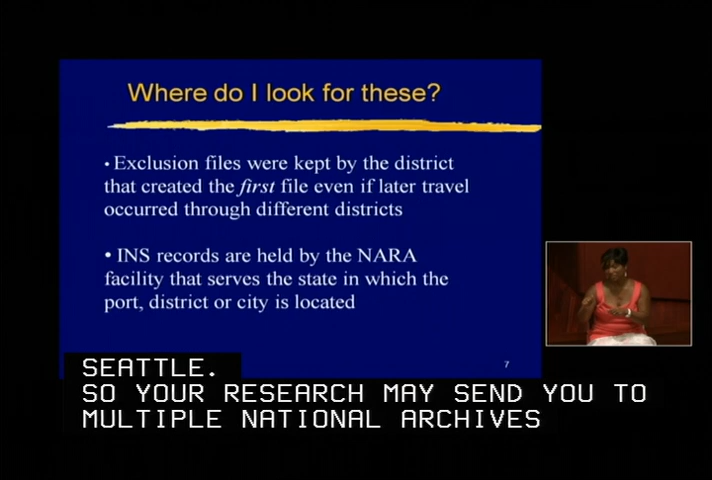 Where do I look for these?
• Exclusion files were kept by the district
that created the first file even if later travel
occurred through different districts
• INS records are held by the NARA
facility that serves the state in which the
port, district or city is located
7
SEATTLE.
SO YOUR RESEARCH MAY SEND YOU TO
MULTIPLE NATIONAL ARCHIVES